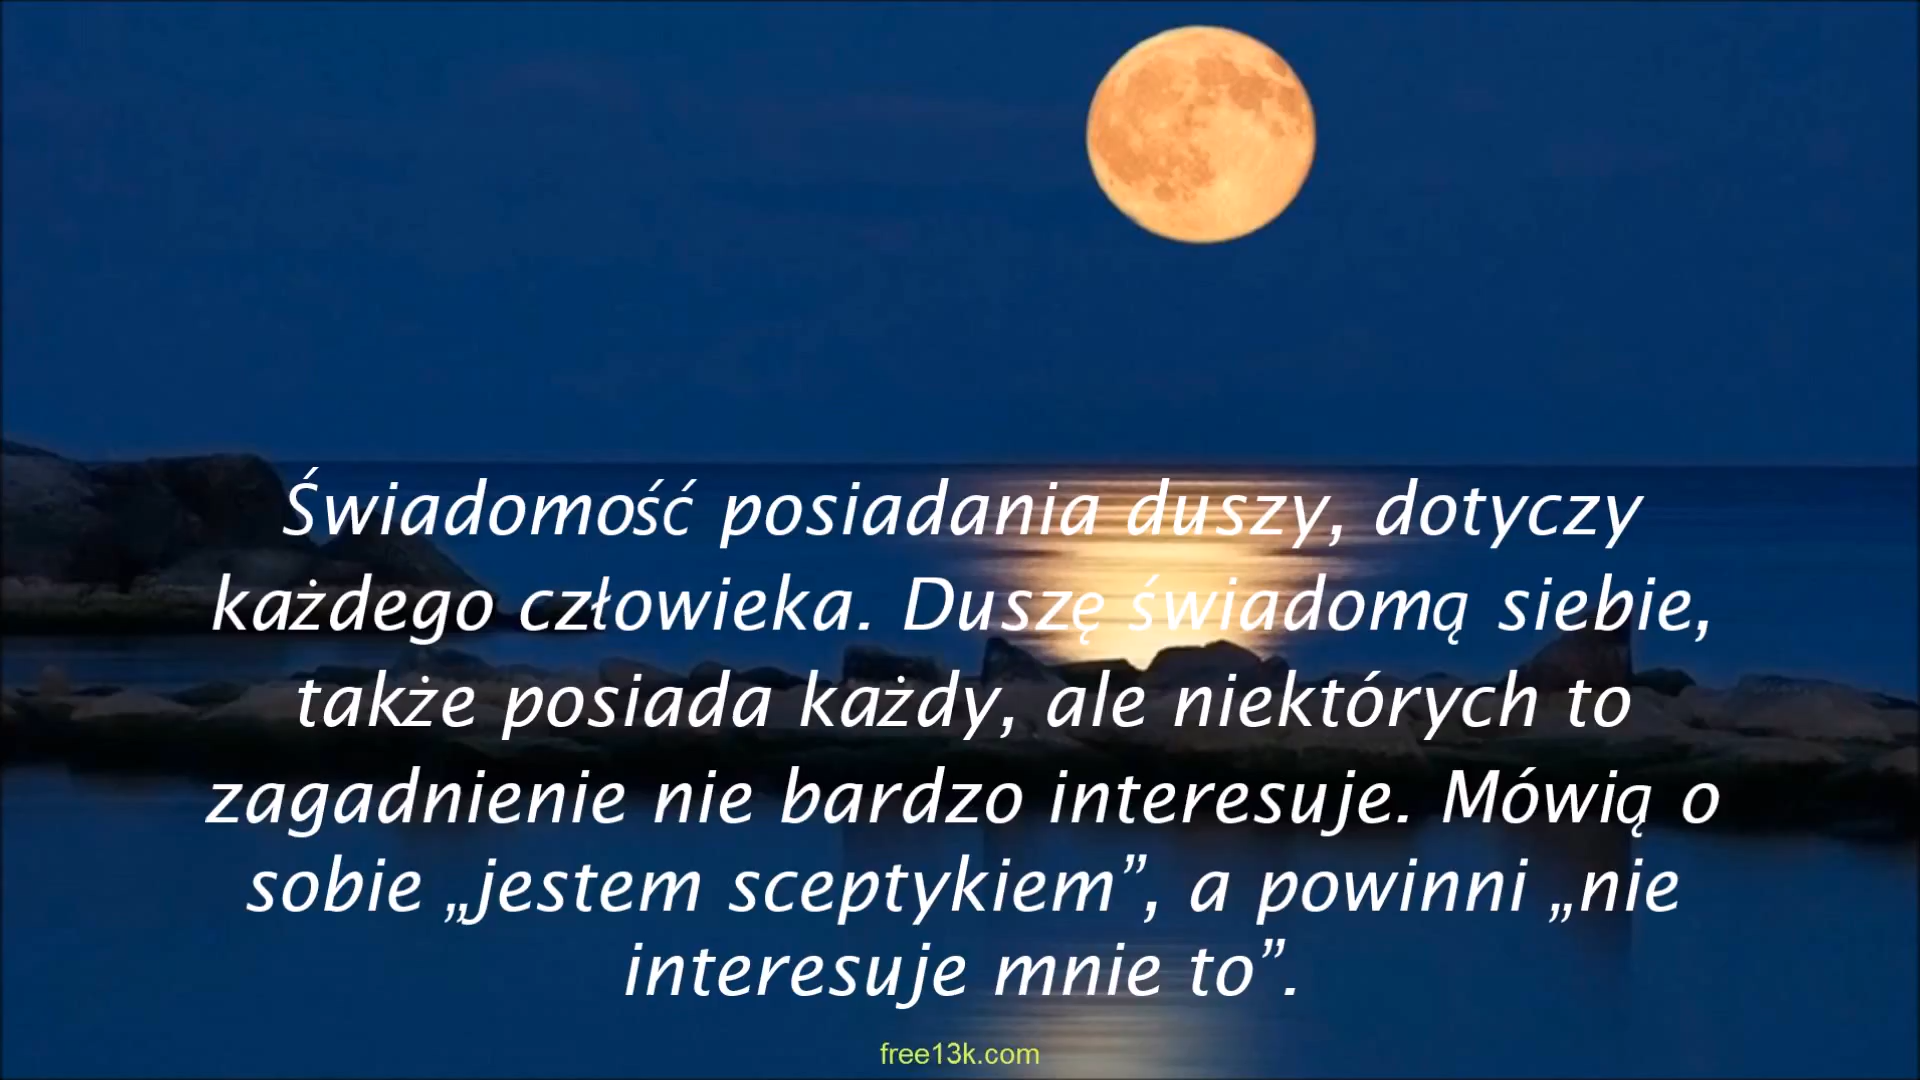 Świadomość posiadania duszy, dotyczy
każdego człowieka. Duszę świadomą siebie,
także posiada każdy, ale niektórych to
zagadnienie nie bardzo interesuje. Mówią o
sobie „jestem sceptykiem”, a powinni „nie
interesuje mnie to”.
free13k.com